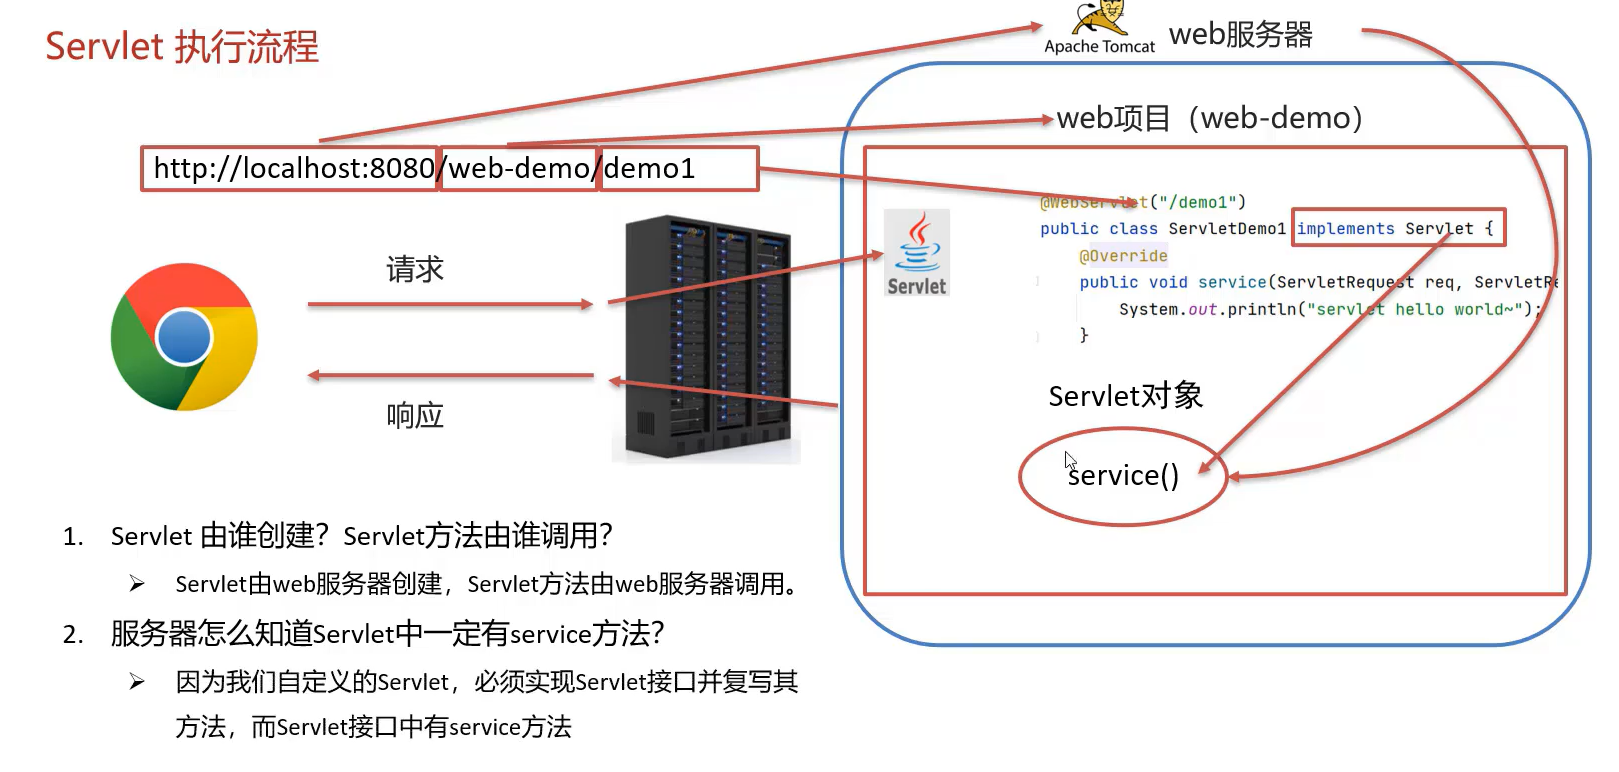 Servlet 执行流程
Apache Tomcat
web服务器
web项目（web-demo）
http://localhost:8080/web-demo/demo1
@WebServlet("/demo1")
public class ServletDemo1 implements Servlet {
@Override
public void service(ServletRequest req, ServletRe
System.out.println("servlet hello world~");
}
Servlet
请求
响应
Servlet对象
service()
1. Servlet 由谁创建？Servlet方法由谁调用？
➢ Servlet由web服务器创建，Servlet方法由web服务器调用。
2. 服务器怎么知道Servlet中一定有service方法？
➢ 因为我们自定义的Servlet，必须实现Servlet接口并复写其
方法，而Servlet接口中有service方法